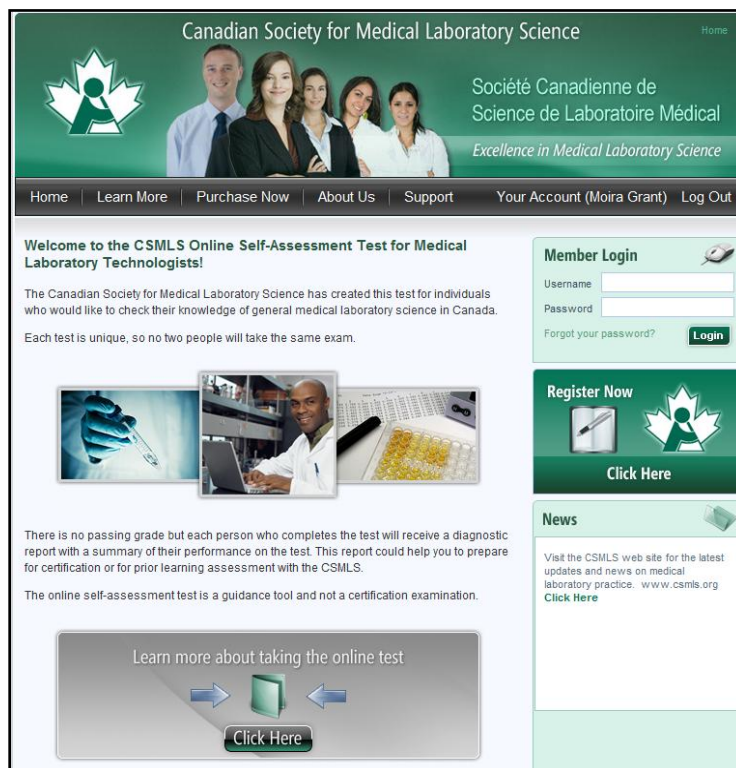 Canadian Society for Medical Laboratory Science
Home
Société Canadienne de
Science de Laboratoire Médical
Excellence in Medical Laboratory Science
Home
Learn More
Purchase Now
About Us
Support
Your Account (Moira Grant)
Log Out
Welcome to the CSMLS Online Self-Assessment Test for Medical
Laboratory Technologists!
The Canadian Society for Medical Laboratory Science has created this test for individuals
who would like to check their knowledge of general medical laboratory science in Canada.
Each test is unique, so no two people will take the same exam.
There is no passing grade but each person who completes the test will receive a diagnostic
report with a summary of their performance on the test. This report could help you to prepare
for certification or for prior learning assessment with the CSMLS.
The online self-assessment test is a guidance tool and not a certification examination.
Learn more about taking the online test
Click Here
Member Login
Username
Password
Forgot your password?
Login
Register Now
Click Here
News
Visit the CSMLS web site for the latest
updates and news on medical
laboratory practice. www.csmls.org
Click Here